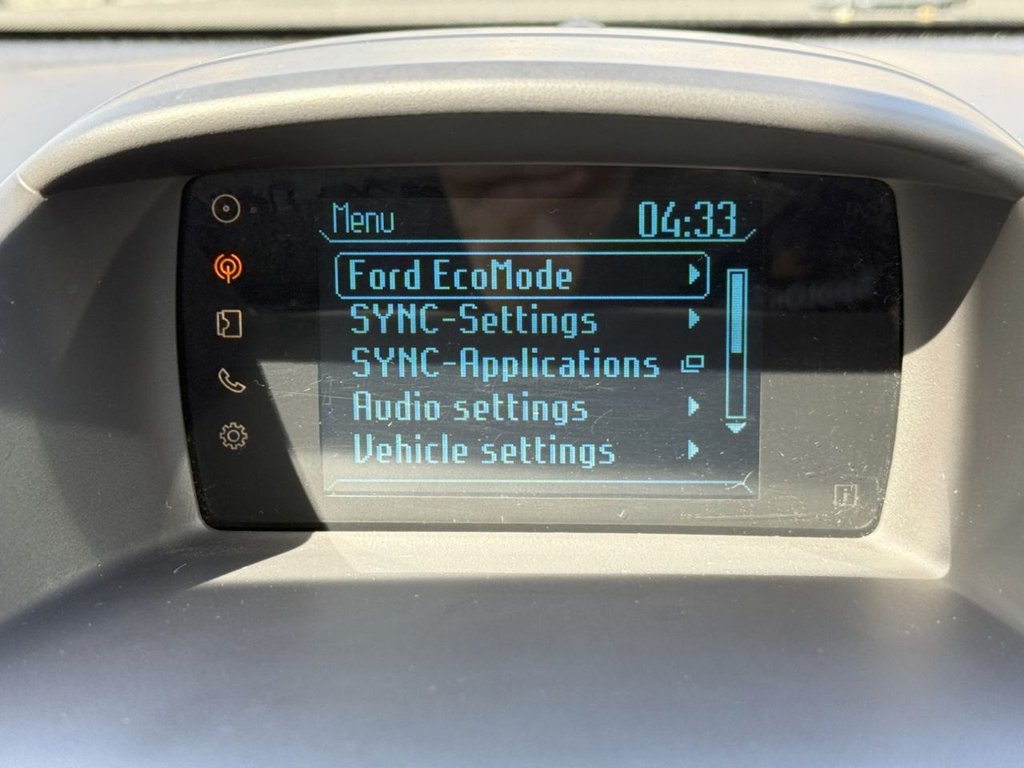 Menu 04:33
Ford EcoMode
SYNC-Settings
SYNC-Applications
Audio settings
Vehicle settings